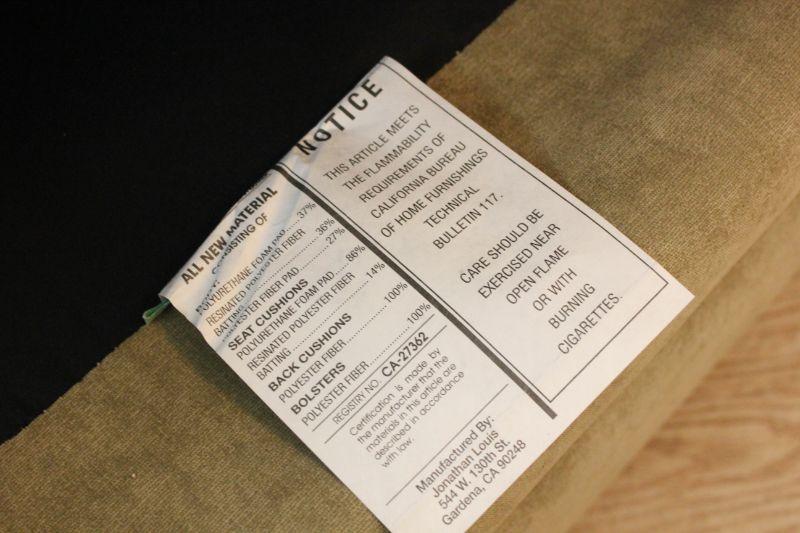 ALL NEW MATERIAL
CONSISTING OF
POLYURETHANE FOAM PAD.....37%
RESINATED POLYESTER FIBER
BATTING....................36%
POLYESTER FIBER PAD......27%
SEAT CUSHIONS
POLYURETHANE FOAM PAD....86%
RESINATED POLYESTER FIBER
BATTING....................14%
BACK CUSHIONS
POLYESTER FIBER..........100%
BOLSTERS
POLYESTER FIBER..........100%
REGISTRY NO. CA-27362
Certification is made by
the manufacturer that the
materials in this article are
described in accordance
with law.
Manufactured By:
Jonathan Louis
544 W. 130th St.
Gardena, CA 90248
NOTICE
THIS ARTICLE MEETS
THE FLAMMABILITY
REQUIREMENTS OF
CALIFORNIA BUREAU
OF HOME FURNISHINGS
TECHNICAL
BULLETIN 117.
CARE SHOULD BE
EXERCISED NEAR
OPEN FLAME
OR WITH
BURNING
CIGARETTES.